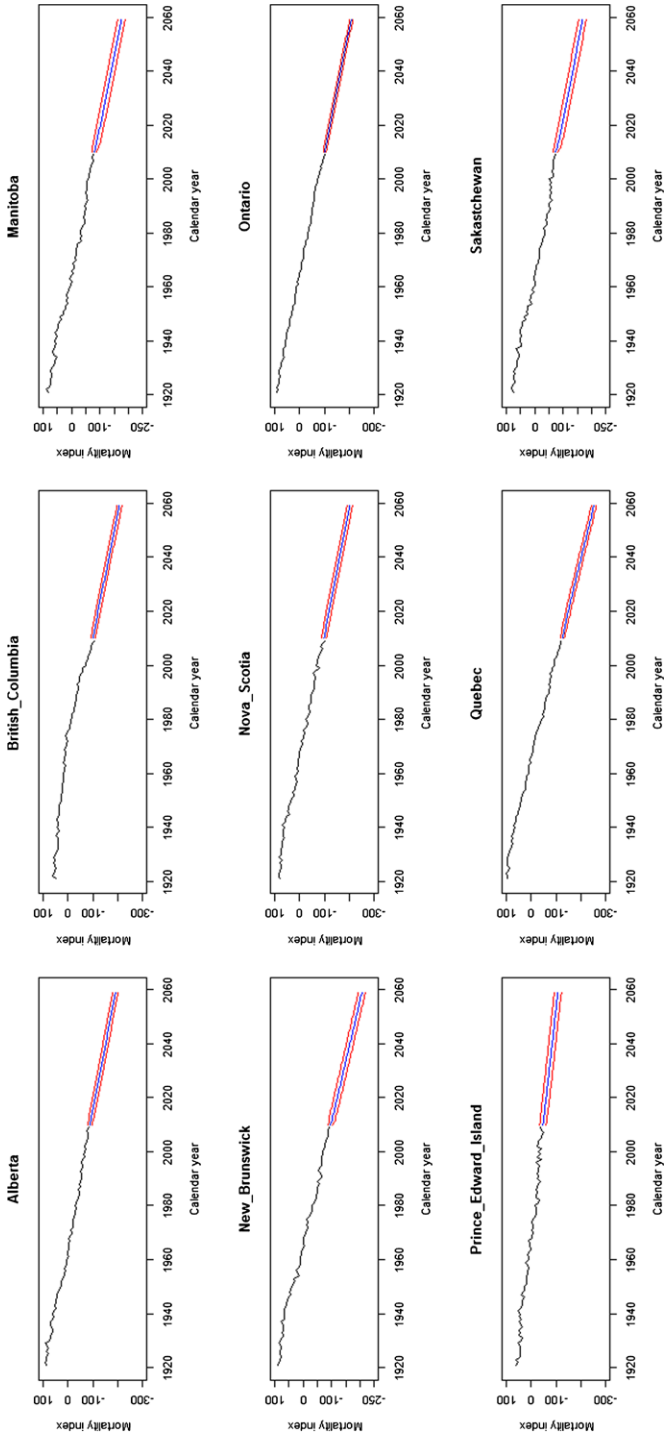 Alberta
Mortality index
100 0 -100 -300
1920 1940 1960 1980 2000 2020 2040 2060
Calendar year
British_Columbia
Mortality index
100 0 -100 -300
1920 1940 1960 1980 2000 2020 2040 2060
Calendar year
Manitoba
Mortality index
100 0 -100 -250
1920 1940 1960 1980 2000 2020 2040 2060
Calendar year
New_Brunswick
Mortality index
100 0 -100 -250
1920 1940 1960 1980 2000 2020 2040 2060
Calendar year
Nova_Scotia
Mortality index
100 0 -100 -300
1920 1940 1960 1980 2000 2020 2040 2060
Calendar year
Ontario
Mortality index
100 0 -100 -300
1920 1940 1960 1980 2000 2020 2040 2060
Calendar year
Prince_Edward_Island
Mortality index
100 0 -100 -300
1920 1940 1960 1980 2000 2020 2040 2060
Calendar year
Quebec
Mortality index
100 0 -100 -300
1920 1940 1960 1980 2000 2020 2040 2060
Calendar year
Sakastchewan
Mortality index
100 0 -100 -250
1920 1940 1960 1980 2000 2020 2040 2060
Calendar year